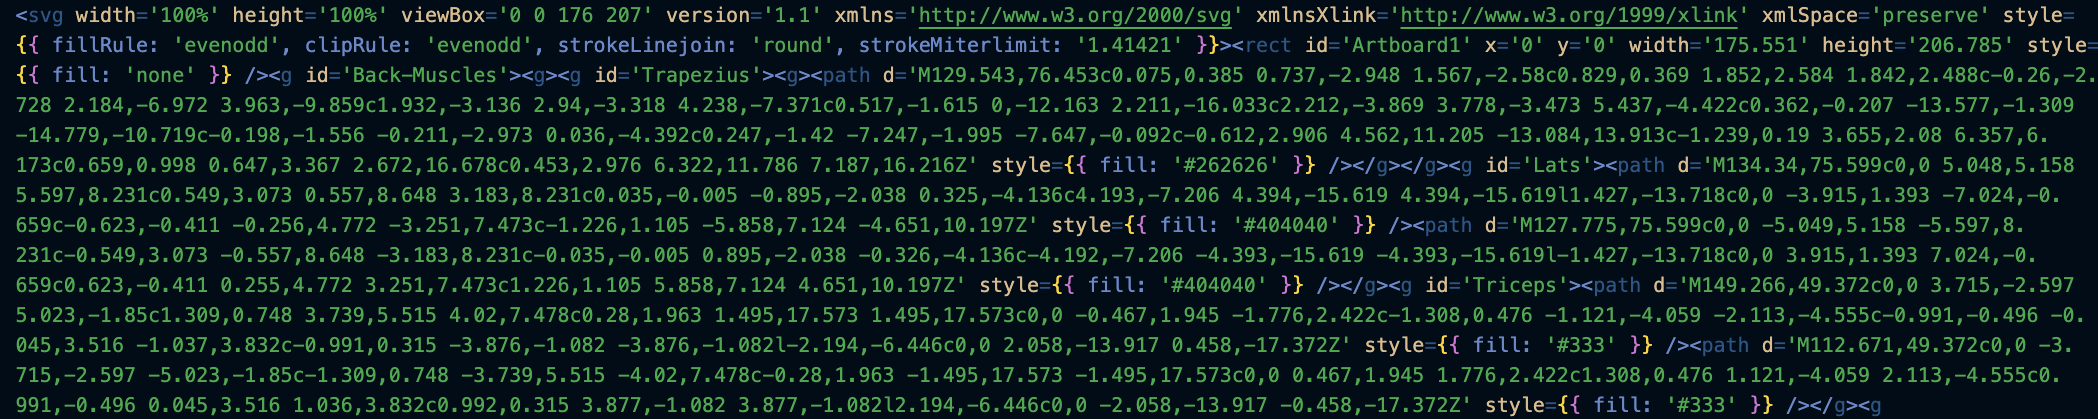 <svg width='100%' height='100%' viewBox='0 0 176 207' version='1.1' xmlns='http://www.w3.org/2000/svg' xmlnsXlink='http://www.w3.org/1999/xlink' xmlSpace='preserve' style=
{{ fillRule: 'evenodd', clipRule: 'evenodd', strokeLinejoin: 'round', strokeMiterlimit: '1.41421' }}><rect id='Artboard1' x='0' y='0' width='175.551' height='206.785' style=
{{ fill: 'none' }} /><g id='Back-Muscles'><g><g id='Trapezius'><g><path d='M129.543,76.453c0.075,0.385 0.737,-2.948 1.567,-2.58c0.829,0.369 1.852,2.584 1.842,2.488c-0.26,-2.
728 2.184,-6.972 3.963,-9.859c1.932,-3.136 2.94,-3.318 4.238,-7.371c0.517,-1.615 0,-12.163 2.211,-16.033c2.212,-3.869 3.778,-3.473 5.437,-4.422c0.362,-0.207 -13.577,-1.309
-14.779,-10.719c-0.198,-1.556 -0.211,-2.973 0.036,-4.392c0.247,-1.42 -7.247,-1.995 -7.647,-0.092c-0.612,2.906 4.562,11.205 -13.084,13.913c-1.239,0.19 3.655,2.08 6.357,6.
173c0.659,0.998 0.647,3.367 2.672,16.678c0.453,2.976 6.322,11.786 7.187,16.216Z' style={{ fill: '#262626' }} /></g></g><g id='Lats'><path d='M134.34,75.599c0,0 5.048,5.158
5.597,8.231c0.549,3.073 0.557,8.648 3.183,8.231c0.035,-0.005 -0.895,-2.038 0.325,-4.136c4.193,-7.206 4.394,-15.619 4.394,-15.619l1.427,-13.718c0,0 -3.915,1.393 -7.024,-0.
659c-0.623,-0.411 -0.256,4.772 -3.251,7.473c-1.226,1.105 -5.858,7.124 -4.651,10.197Z' style={{ fill: '#404040' }} /><path d='M127.775,75.599c0,0 -5.049,5.158 -5.597,8.
231c-0.549,3.073 -0.557,8.648 -3.183,8.231c-0.035,-0.005 0.895,-2.038 -0.326,-4.136c-4.192,-7.206 -4.393,-15.619 -4.393,-15.619l-1.427,-13.718c0,0 3.915,1.393 7.024,-0.
659c0.623,-0.411 0.255,4.772 3.251,7.473c1.226,1.105 5.858,7.124 4.651,10.197Z' style={{ fill: '#404040' }} /></g><g id='Triceps'><path d='M149.266,49.372c0,0 3.715,-2.597
5.023,-1.85c1.309,0.748 3.739,5.515 4.02,7.478c0.28,1.963 1.495,17.573 1.495,17.573c0,0 -0.467,1.945 -1.776,2.422c-1.308,0.476 -1.121,-4.059 -2.113,-4.555c-0.991,-0.496 -0.
045,3.516 -1.037,3.832c-0.991,0.315 -3.876,-1.082 -3.876,-1.082l-2.194,-6.446c0,0 2.058,-13.917 0.458,-17.372Z' style={{ fill: '#333' }} /><path d='M112.671,49.372c0,0 -3.
715,-2.597 -5.023,-1.85c-1.309,0.748 -3.739,5.515 -4.02,7.478c-0.28,1.963 -1.495,17.573 -1.495,17.573c0,0 0.467,1.945 1.776,2.422c1.308,0.476 1.121,-4.059 2.113,-4.555c0.
991,-0.496 0.045,3.516 1.036,3.832c0.992,0.315 3.877,-1.082 3.877,-1.082l2.194,-6.446c0,0 -2.058,-13.917 -0.458,-17.372Z' style={{ fill: '#333' }} /></g><g